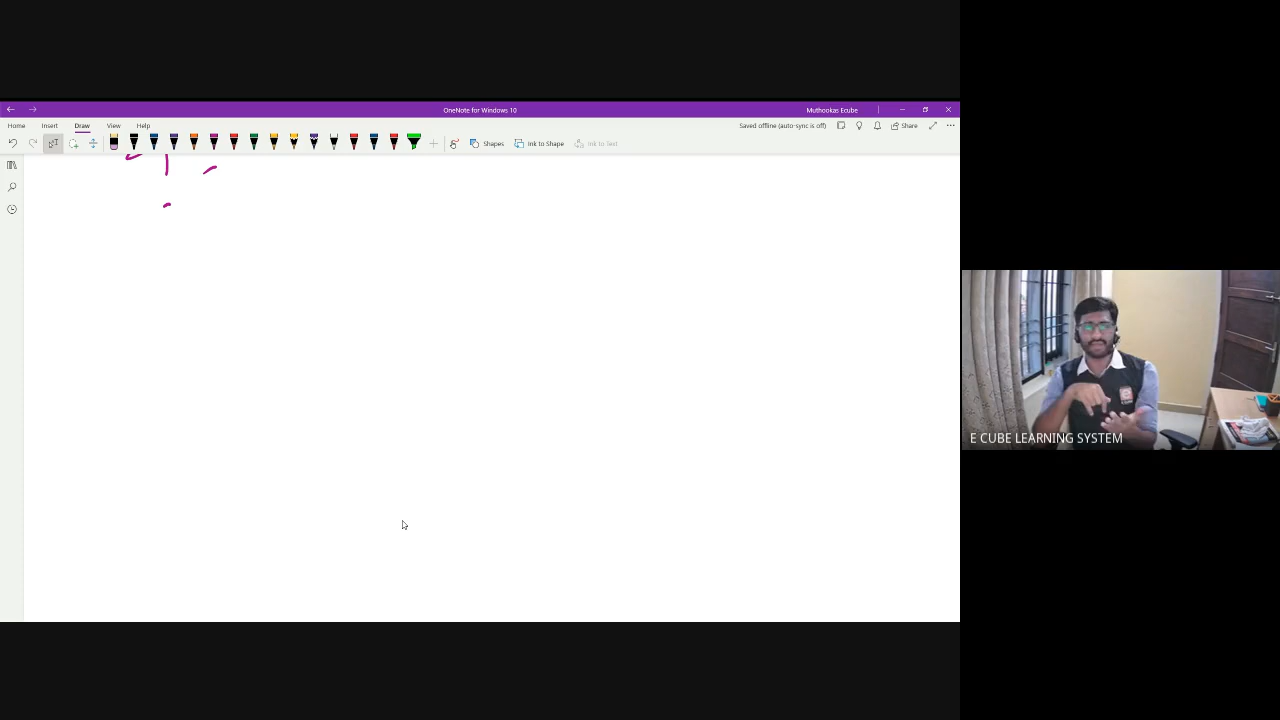 OneNote for Windows 10
Muthookas Ecube
Home Insert Draw View Help
Saved offline (auto-sync is off)
Share
Shapes
Ink to Shape
Ink to Text
E CUBE LEARNING SYSTEM